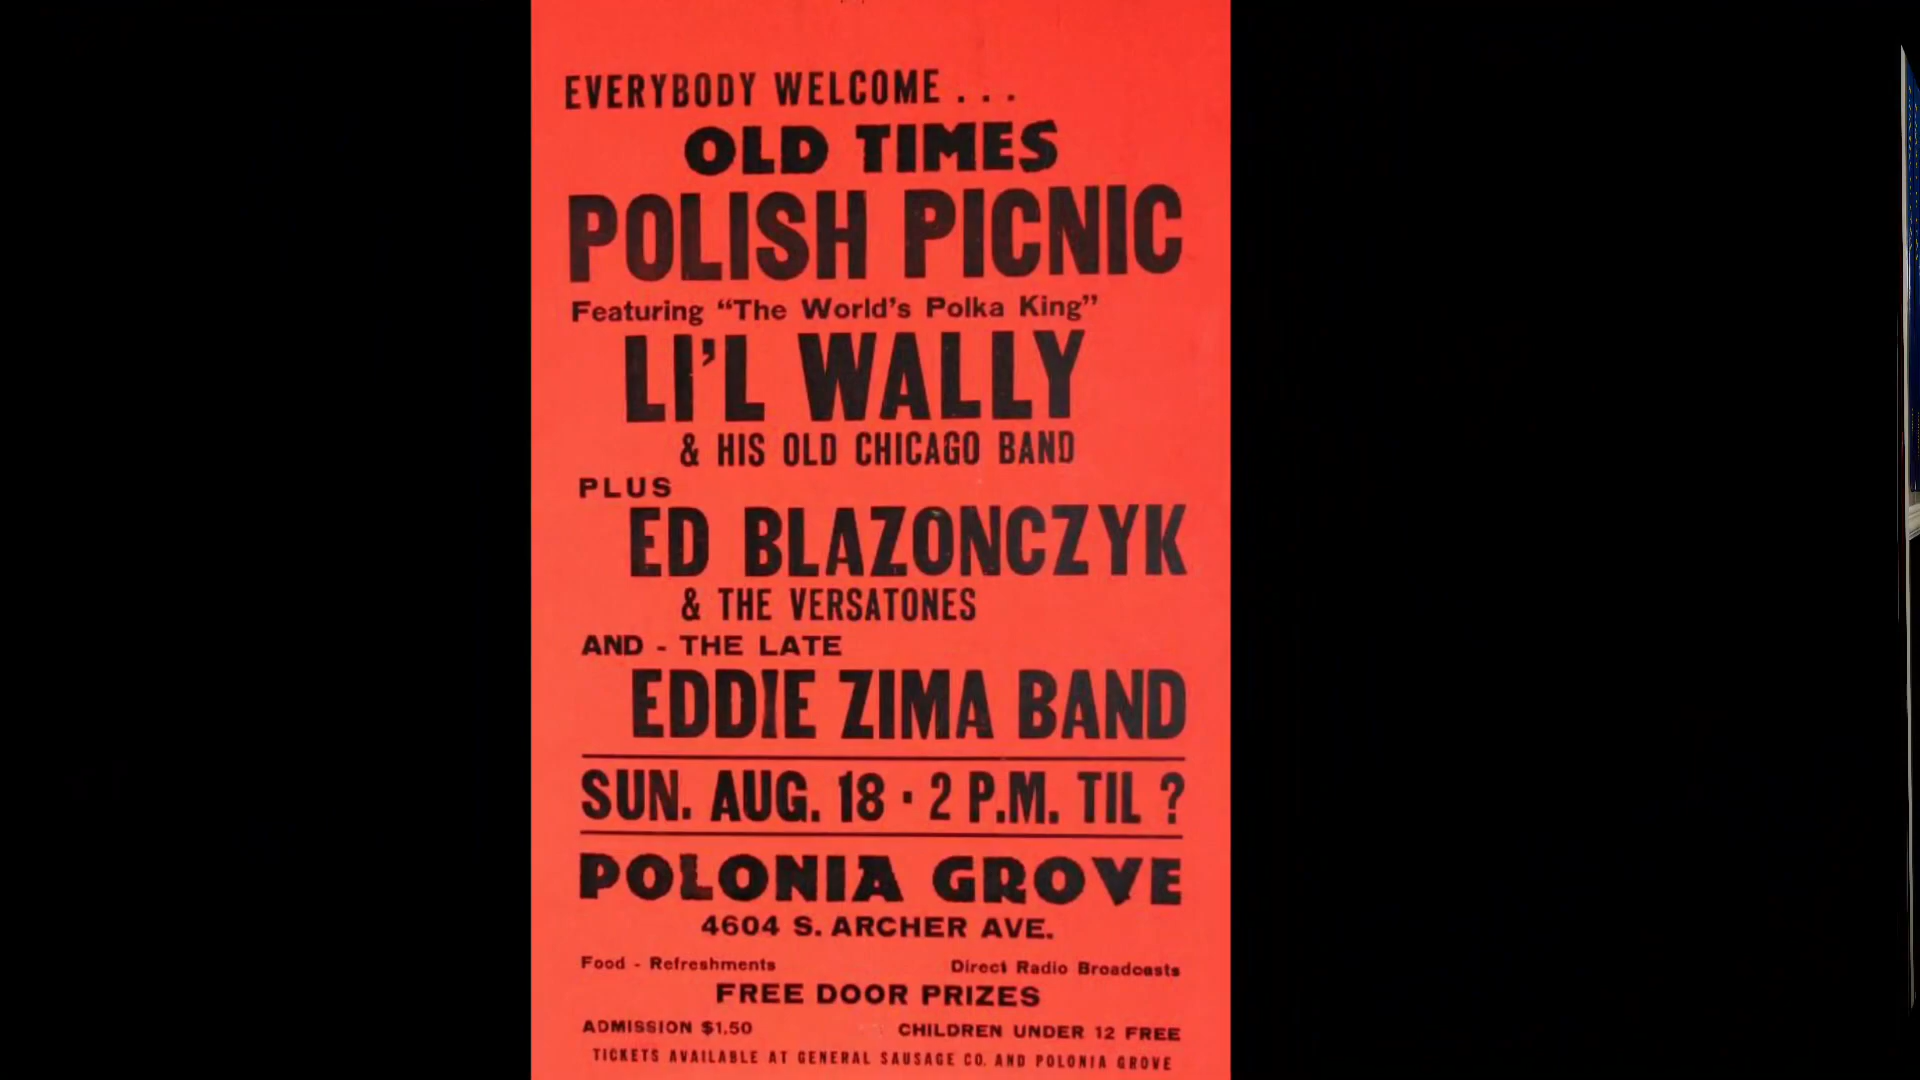 EVERYBODY WELCOME . . .
OLD TIMES
POLISH PICNIC
Featuring “The World’s Polka King”
LI’L WALLY
& HIS OLD CHICAGO BAND
PLUS
ED BLAZONCZYK
& THE VERSATONES
AND - THE LATE
EDDIE ZIMA BAND
SUN. AUG. 18 · 2 P.M. TIL ?
POLONIA GROVE
4604 S. ARCHER AVE.
Food - Refreshments Direct Radio Broadcasts
FREE DOOR PRIZES
ADMISSION $1.50 CHILDREN UNDER 12 FREE
TICKETS AVAILABLE AT GENERAL SAUSAGE CO. AND POLONIA GROVE